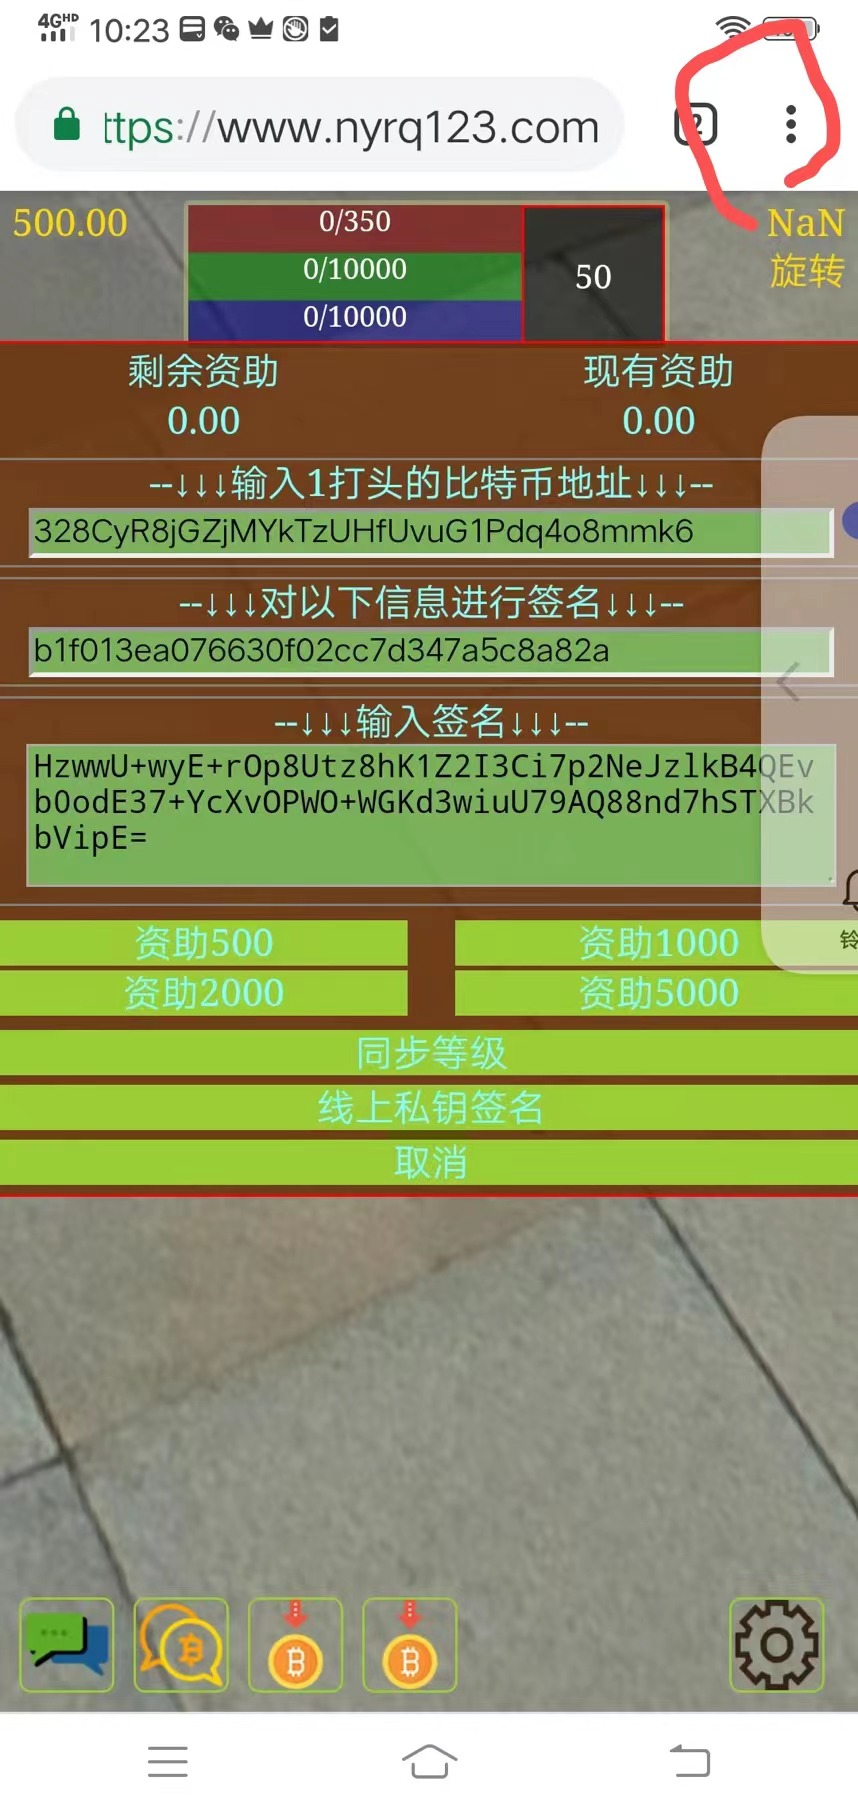 4G HD 10:23
ttps://www.nyrq123.com
2
500.00
0/350
0/10000
0/10000
50
NaN
旋转
剩余资助
现有资助
0.00
0.00
--↓↓↓输入1打头的比特币地址↓↓↓--
328CyR8jGZjMYkTzUHfUvuG1Pdq4o8mmk6
--↓↓↓对以下信息进行签名↓↓↓--
b1f013ea076630f02cc7d347a5c8a82a
--↓↓↓输入签名↓↓↓--
HzwwU+wyE+rOp8Utz8hK1Z2I3Ci7p2NeJzlkB4QEv
b0odE37+YcXvOPWO+WGKd3wiuU79AQ88nd7hSTXBk
bVipE=
铃
资助500
资助1000
资助2000
资助5000
同步等级
线上私钥签名
取消